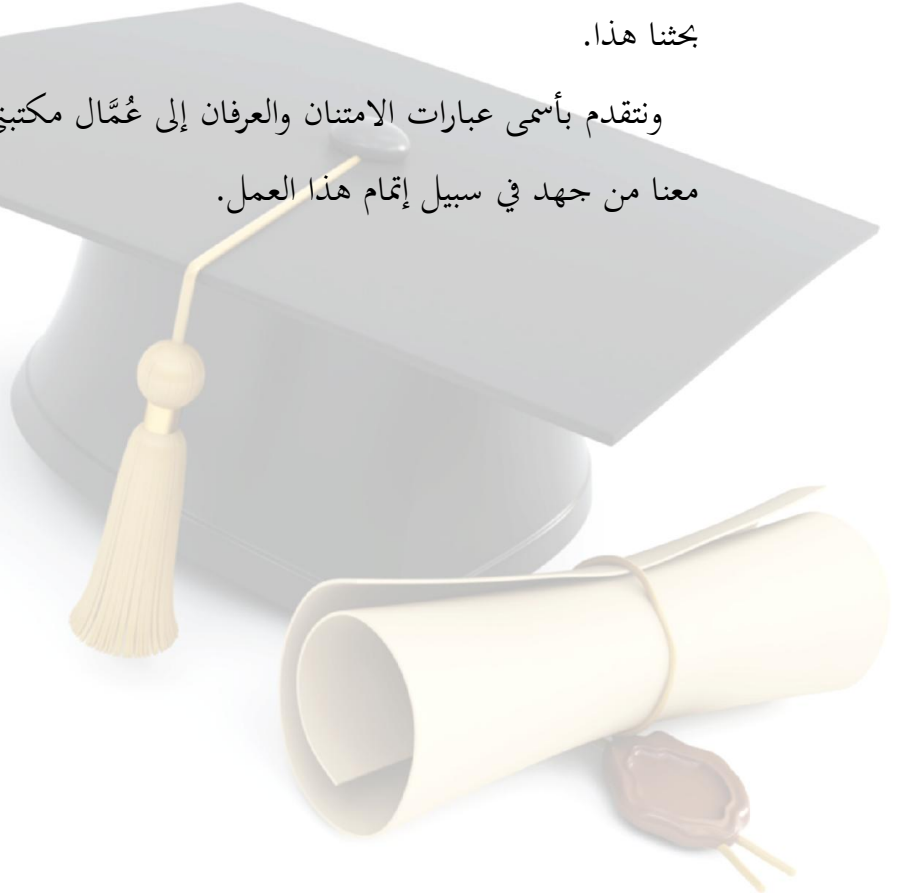 بحثنا هذا.
ونتقدم بأسمى عبارات الامتنان والعرفان إلى عُمَّال
معنا من جهد في سبيل إتمام هذا العمل.